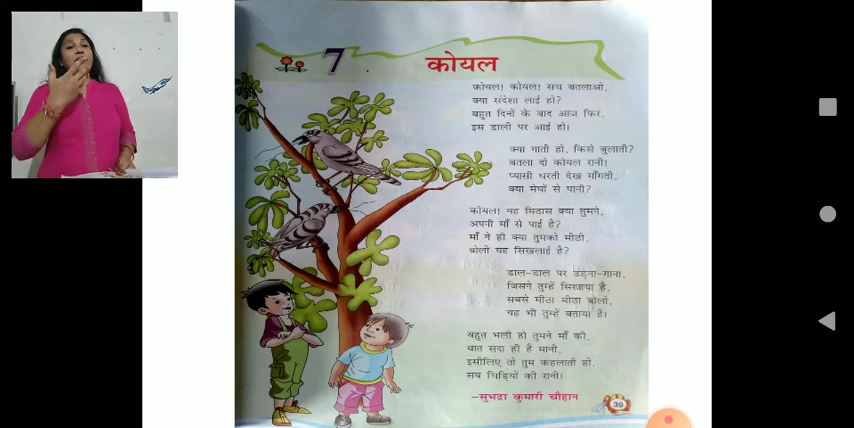 7
कोयल
कोयल! कोयल! सच बतलाओ,
क्या संदेशा लाई हो?
बहुत दिनों के बाद आज फिर,
इस डाली पर आई हो।
क्या गाती हो, किसे बुलाती?
बतला दो कोयल रानी!
प्यासी धरती देख माँगती,
क्या मेघों से पानी?
कोयल! यह मिठास क्या तुमने,
अपनी माँ से पाई है?
माँ ने ही क्या तुमको मीठी,
बोली यह सिखलाई है?
डाल-डाल पर उड़ना-गाना,
जिसने तुम्हें सिखाया है,
सबसे मीठा मीठा बोलो,
यह भी तुम्हें बताया है।
बहुत भली हो तुमने माँ की,
बात सदा ही है मानी,
इसीलिए तो तुम कहलाती हो,
सब चिड़ियों की रानी।
-सुभद्रा कुमारी चौहान
39